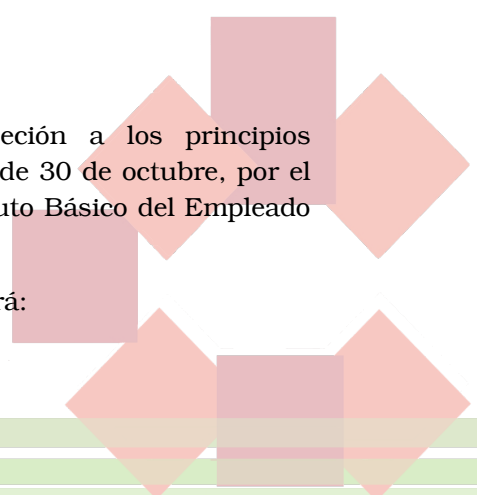 eción a los principios
de 30 de octubre, por el
uto Básico del Empleado
rá: